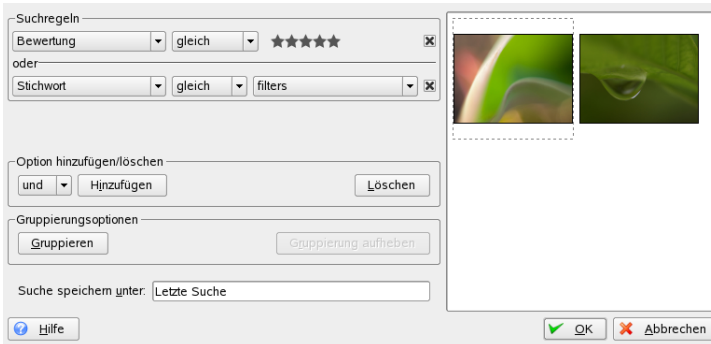 Suchregeln
Bewertung gleich
oder
Stichwort gleich filters
Option hinzufügen/löschen
und Hinzufügen Löschen
Gruppierungsoptionen
Gruppieren Gruppierung aufheben
Suche speichern unter: Letzte Suche
Hilfe OK Abbrechen